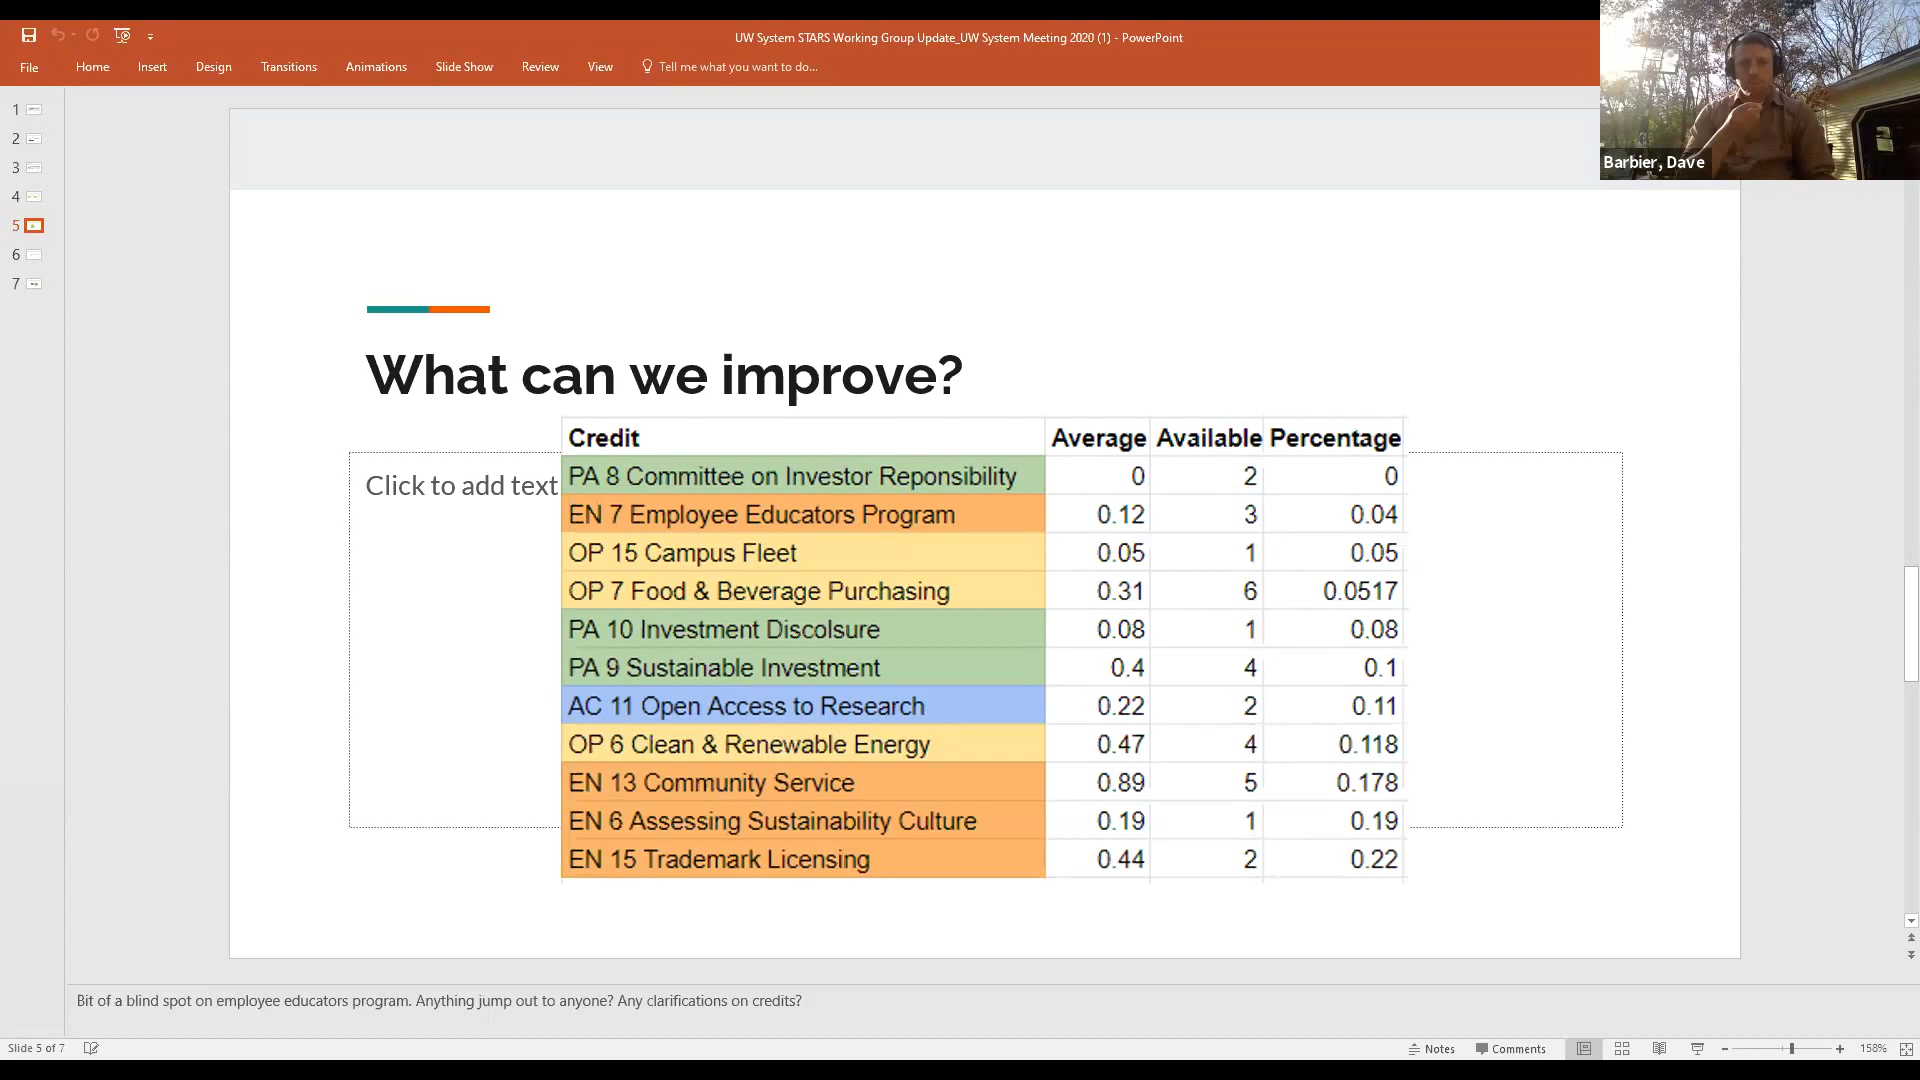 UW System STARS Working Group Update_UW System Meeting 2020 (1) - PowerPoint
File Home Insert Design Transitions Animations Slide Show Review View Tell me what you want to do...
Barbier, Dave
1
2
3
4
5
6
7
What can we improve?
Click to add text
Credit Average Available Percentage
PA 8 Committee on Investor Reponsibility 0 2 0
EN 7 Employee Educators Program 0.12 3 0.04
OP 15 Campus Fleet 0.05 1 0.05
OP 7 Food & Beverage Purchasing 0.31 6 0.0517
PA 10 Investment Discolsure 0.08 1 0.08
PA 9 Sustainable Investment 0.4 4 0.1
AC 11 Open Access to Research 0.22 2 0.11
OP 6 Clean & Renewable Energy 0.47 4 0.118
EN 13 Community Service 0.89 5 0.178
EN 6 Assessing Sustainability Culture 0.19 1 0.19
EN 15 Trademark Licensing 0.44 2 0.22
Bit of a blind spot on employee educators program. Anything jump out to anyone? Any clarifications on credits?
Slide 5 of 7 Notes Comments 158%